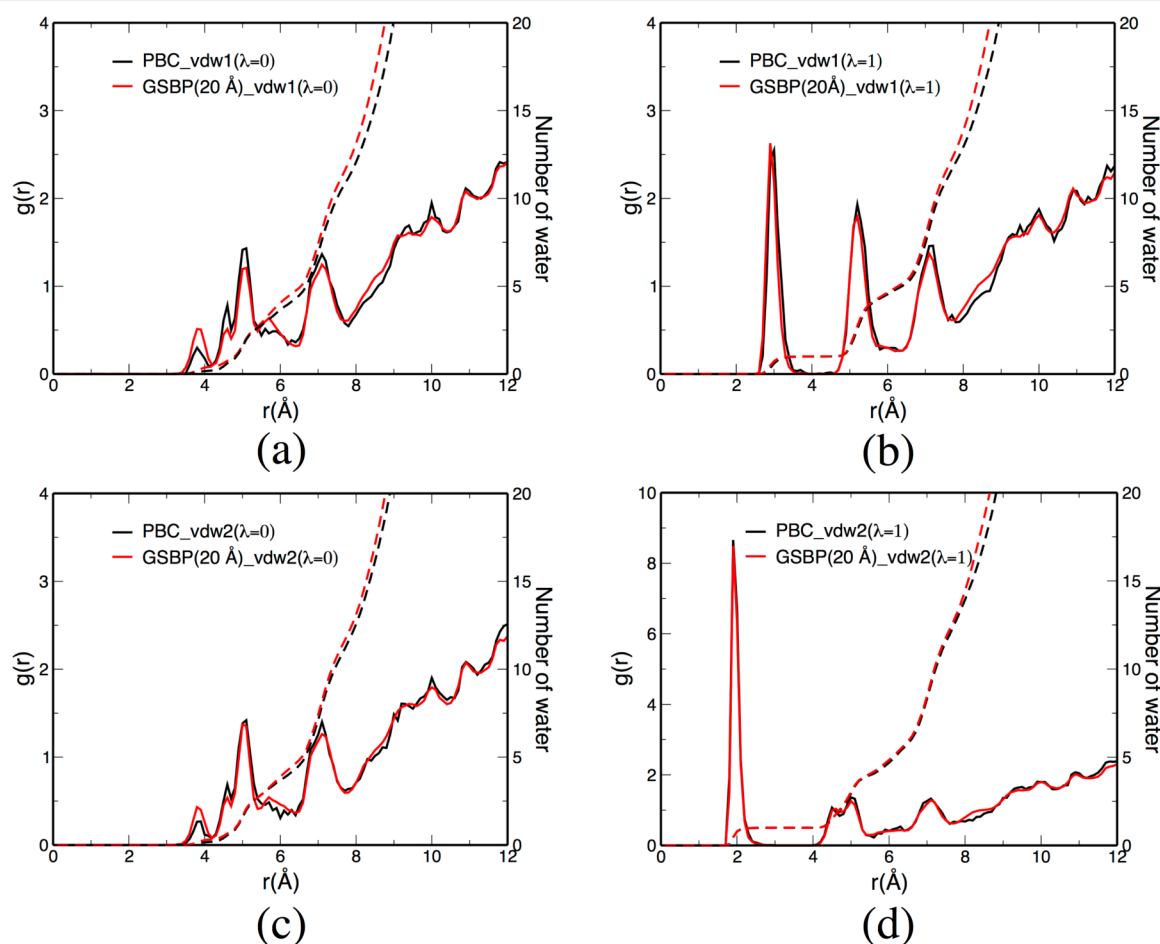 PBC_vdw1(λ=0)
GSBP(20 Å)_vdw1(λ=0)
g(r)
Number of water
4
3
2
1
0
20
15
10
5
0
0 2 4 6 8 10 12
r(Å)
(a)
PBC_vdw1(λ=1)
GSBP(20Å)_vdw1(λ=1)
g(r)
Number of water
4
3
2
1
0
20
15
10
5
0
0 2 4 6 8 10 12
r(Å)
(b)
PBC_vdw2(λ=0)
GSBP(20 Å)_vdw2(λ=0)
g(r)
Number of water
4
3
2
1
0
20
15
10
5
0
0 2 4 6 8 10 12
r(Å)
(c)
PBC_vdw2(λ=1)
GSBP(20 Å)_vdw2(λ=1)
g(r)
Number of water
10
8
6
4
2
0
20
15
10
5
0
0 2 4 6 8 10 12
r(Å)
(d)